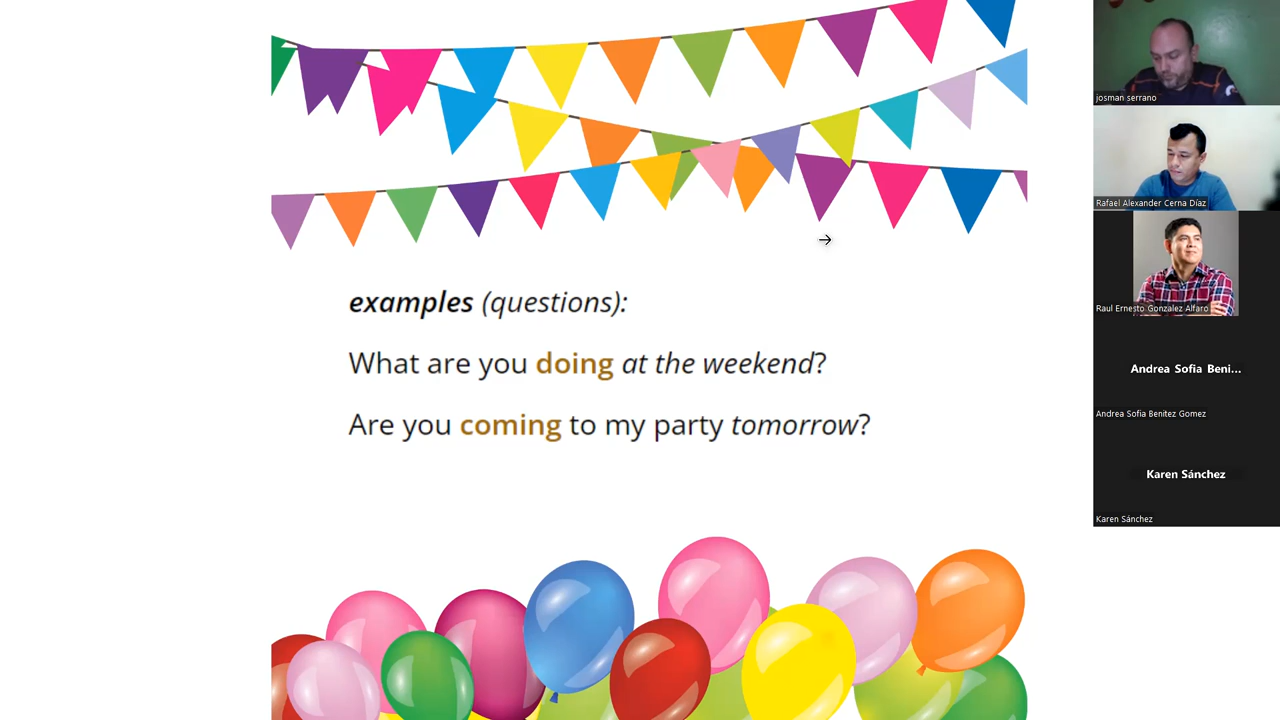 examples (questions):
What are you doing at the weekend?
Are you coming to my party tomorrow?
josman serrano
Rafael Alexander Cerna Díaz
Raul Ernesto Gonzalez Alfaro
Andrea Sofia Beni...
Andrea Sofia Benitez Gomez
Karen Sánchez
Karen Sánchez